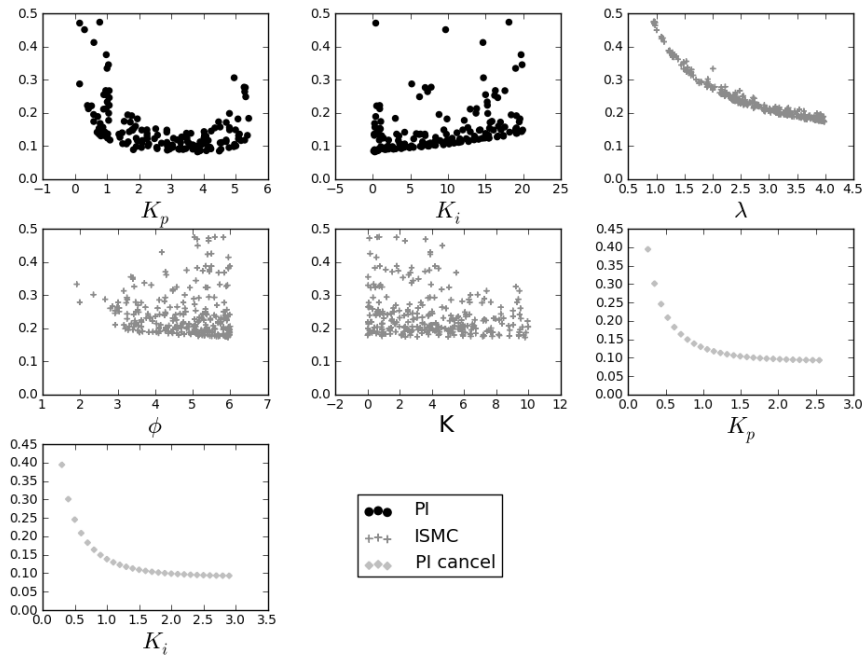 0.5
0.4
0.3
0.2
0.1
0.0
−1 0 1 2 3 4 5 6
K_p
0.5
0.4
0.3
0.2
0.1
0.0
−5 0 5 10 15 20 25
K_i
0.5
0.4
0.3
0.2
0.1
0.0
0.5 1.0 1.5 2.0 2.5 3.0 3.5 4.0 4.5
λ
0.5
0.4
0.3
0.2
0.1
0.0
1 2 3 4 5 6 7
ϕ
0.5
0.4
0.3
0.2
0.1
0.0
−2 0 2 4 6 8 10 12
K
0.45
0.40
0.35
0.30
0.25
0.20
0.15
0.10
0.05
0.00
0.0 0.5 1.0 1.5 2.0 2.5 3.0
K_p
0.45
0.40
0.35
0.30
0.25
0.20
0.15
0.10
0.05
0.00
0.0 0.5 1.0 1.5 2.0 2.5 3.0 3.5
K_i
PI
ISMC
PI cancel